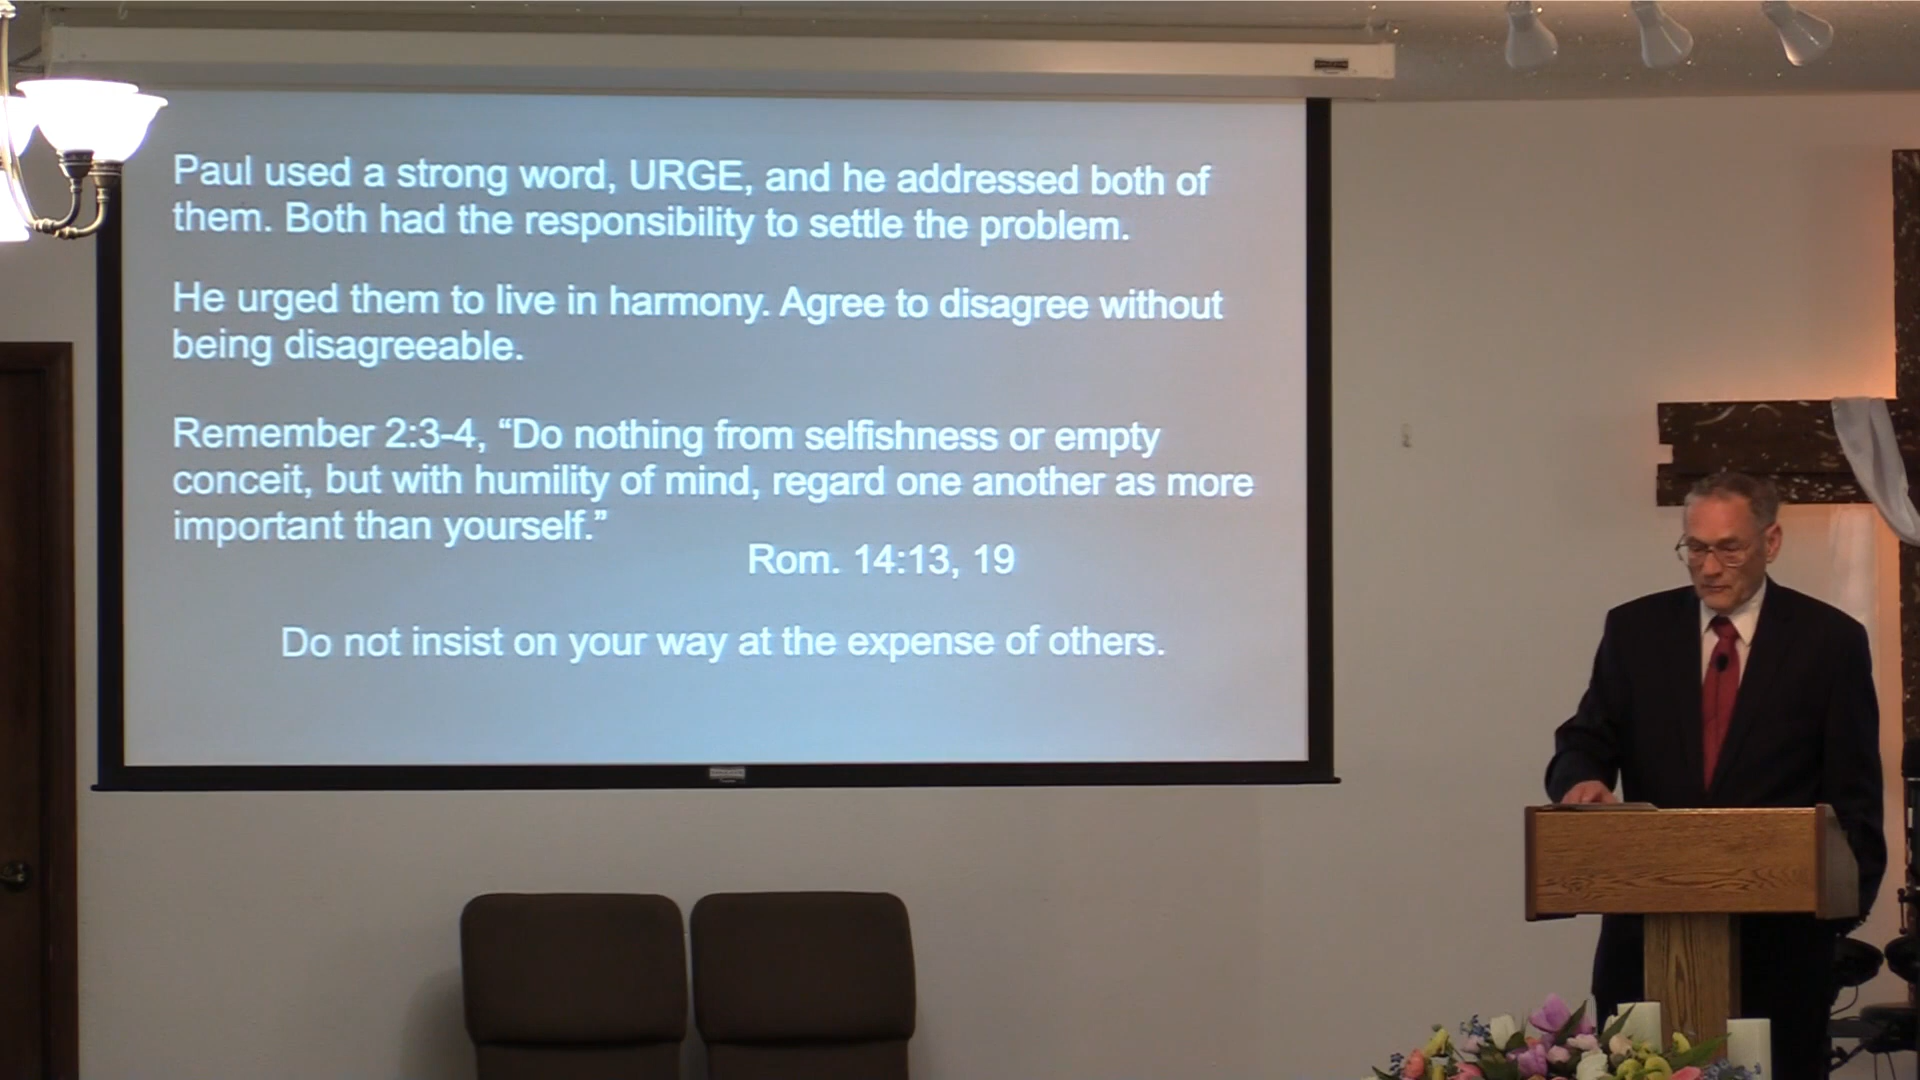 Paul used a strong word, URGE, and he addressed both of
them. Both had the responsibility to settle the problem.
He urged them to live in harmony. Agree to disagree without
being disagreeable.
Remember 2:3-4, “Do nothing from selfishness or empty
conceit, but with humility of mind, regard one another as more
important than yourself.”
Rom. 14:13, 19
Do not insist on your way at the expense of others.